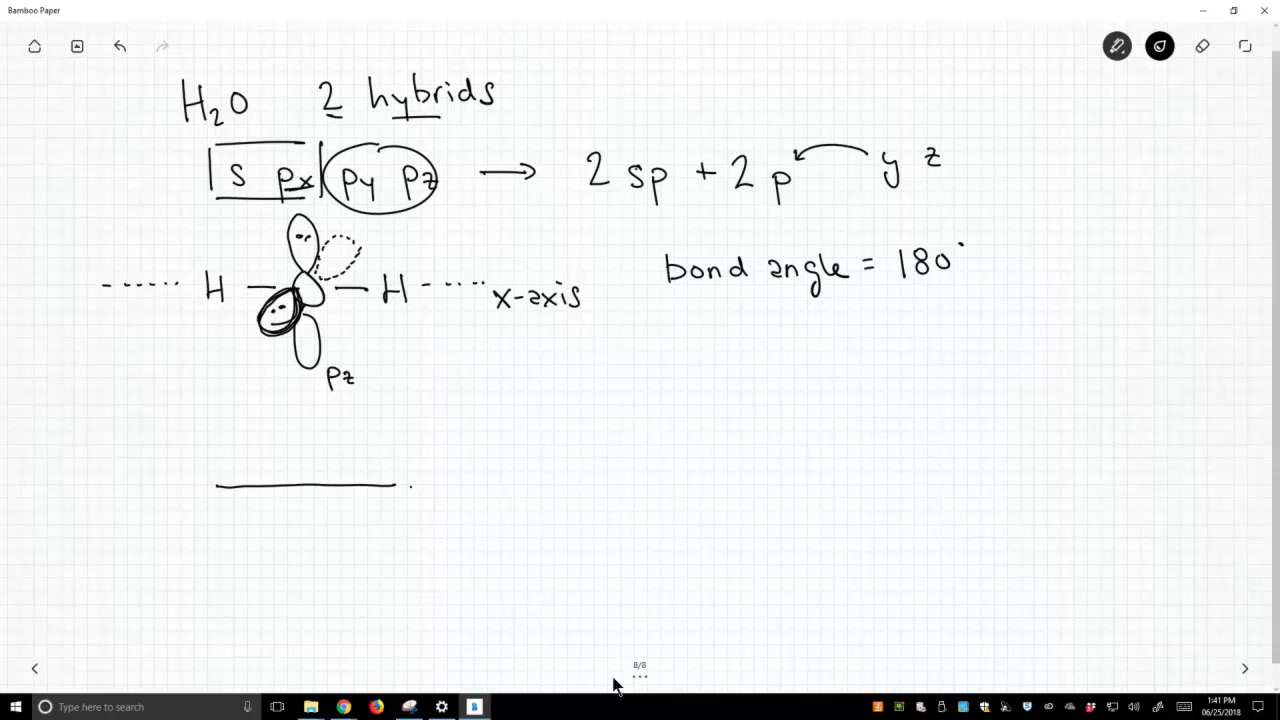 Bamboo Paper
H2O 2 hybrids
s px py pz → 2 sp + 2 p y z
bond angle = 180°
H H x-axis
pz
8/8
Type here to search
1:41 PM
06/25/2018